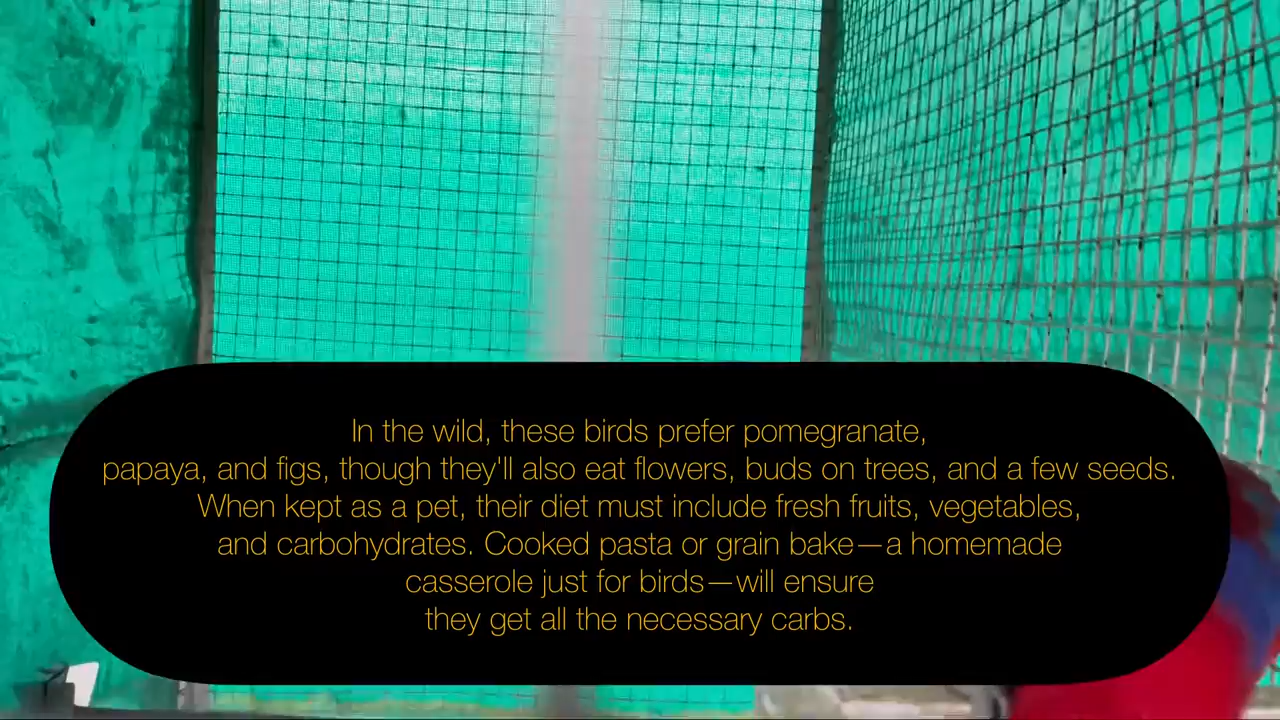 In the wild, these birds prefer pomegranate,
papaya, and figs, though they'll also eat flowers, buds on trees, and a few seeds.
When kept as a pet, their diet must include fresh fruits, vegetables,
and carbohydrates. Cooked pasta or grain bake—a homemade
casserole just for birds—will ensure
they get all the necessary carbs.